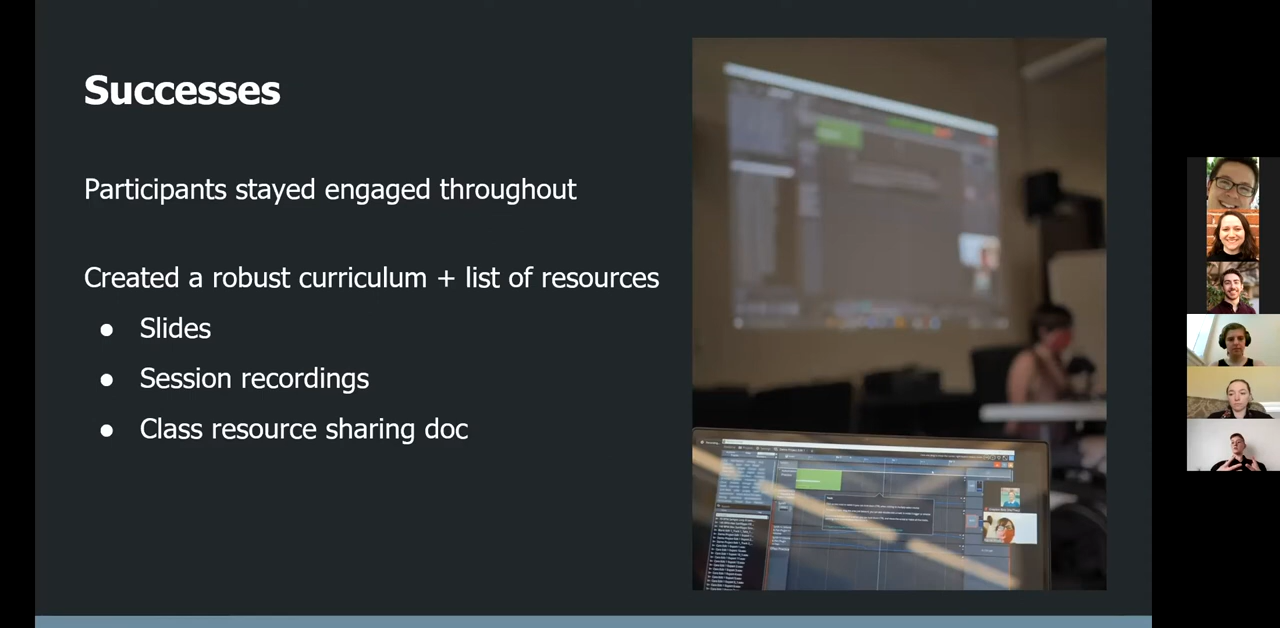 Successes
Participants stayed engaged throughout
Created a robust curriculum + list of resources
● Slides
● Session recordings
● Class resource sharing doc